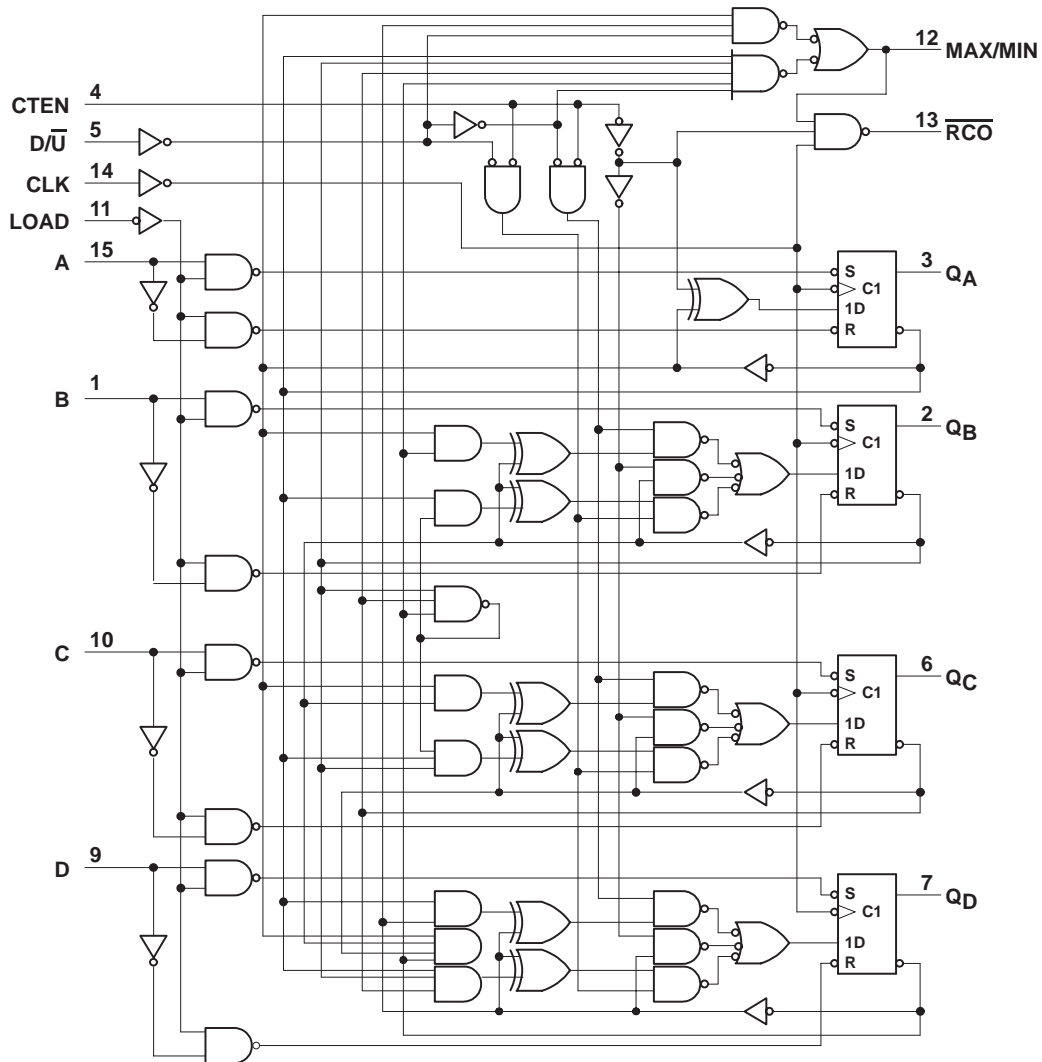 12
MAX/MIN
4
CTEN
5
D/U̅
13
R̅C̅O̅
14
CLK
11
LOAD
15
A
S
C1
1D
R
3
QA
1
B
S
C1
1D
R
2
QB
10
C
S
C1
1D
R
6
QC
9
D
S
C1
1D
R
7
QD